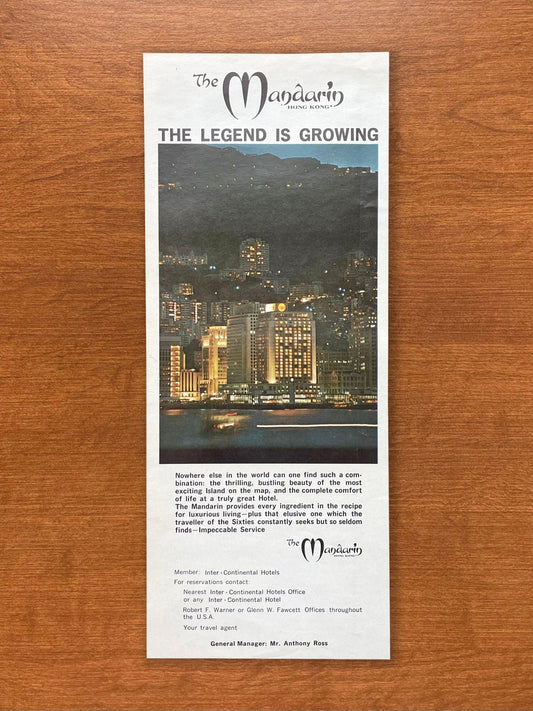 The Mandarin
HONG KONG
THE LEGEND IS GROWING
Nowhere else in the world can one find such a com-
bination: the thrilling, bustling beauty of the most
exciting Island on the map, and the complete comfort
of life at a truly great Hotel.
The Mandarin provides every ingredient in the recipe
for luxurious living—plus that elusive one which the
traveller of the Sixties constantly seeks but so seldom
finds—Impeccable Service
The Mandarin
HONG KONG
Member: Inter-Continental Hotels
For reservations contact:
Nearest Inter-Continental Hotels Office
or any Inter-Continental Hotel
Robert F. Warner or Glenn W. Fawcett Offices throughout
the U.S.A.
Your travel agent
General Manager: Mr. Anthony Ross